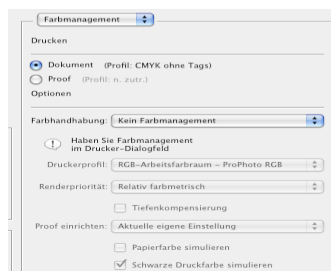 Farbmanagement
Drucken
Dokument (Profil: CMYK ohne Tags)
Proof (Profil: n. zutr.)
Optionen
Farbhandhabung: Kein Farbmanagement
Haben Sie Farbmanagement
im Drucker-Dialogfeld
Druckerprofil: RGB-Arbeitsfarbraum – ProPhoto RGB
Renderpriorität: Relativ farbmetrisch
Tiefenkompensierung
Proof einrichten: Aktuelle eigene Einstellung
Papierfarbe simulieren
Schwarze Druckfarbe simulieren